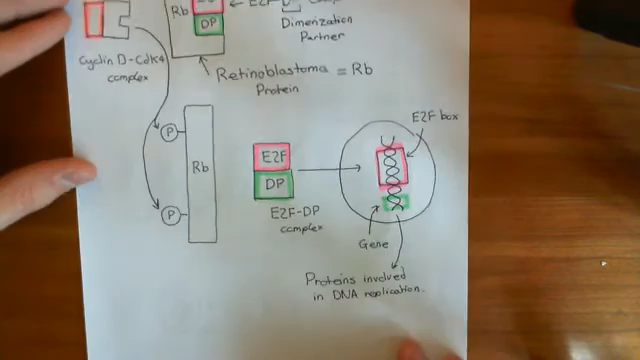 Rb
DP
Dimerization
Partner
Cyclin D-Cdk4
complex
Retinoblastoma = Rb
Protein
P
Rb
P
E2F
DP
E2F-DP
complex
E2F box
Gene
Proteins involved
in DNA replication.